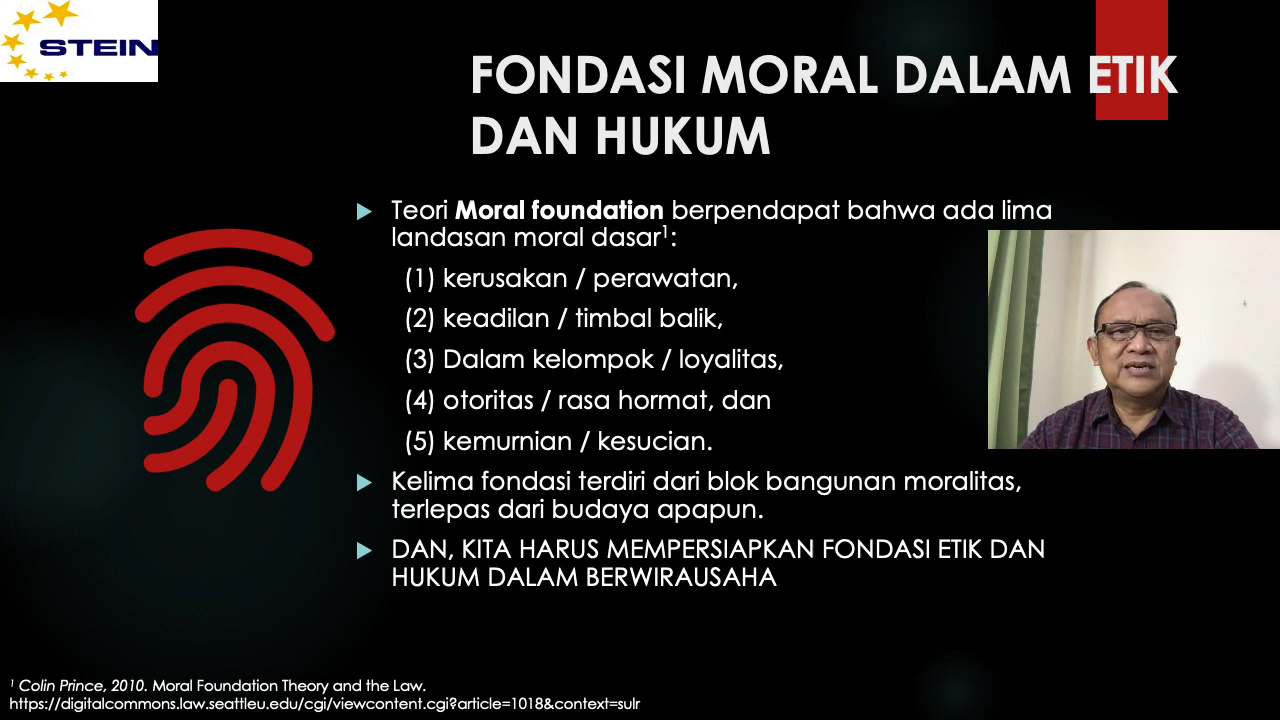 STEIN
FONDASI MORAL DALAM ETIK
DAN HUKUM
Teori Moral foundation berpendapat bahwa ada lima
landasan moral dasar¹:
(1) kerusakan / perawatan,
(2) keadilan / timbal balik,
(3) Dalam kelompok / loyalitas,
(4) otoritas / rasa hormat, dan
(5) kemurnian / kesucian.
Kelima fondasi terdiri dari blok bangunan moralitas,
terlepas dari budaya apapun.
DAN, KITA HARUS MEMPERSIAPKAN FONDASI ETIK DAN
HUKUM DALAM BERWIRAUSAHA
¹ Colin Prince, 2010. Moral Foundation Theory and the Law.
https://digitalcommons.law.seattleu.edu/cgi/viewcontent.cgi?article=1018&context=sulr